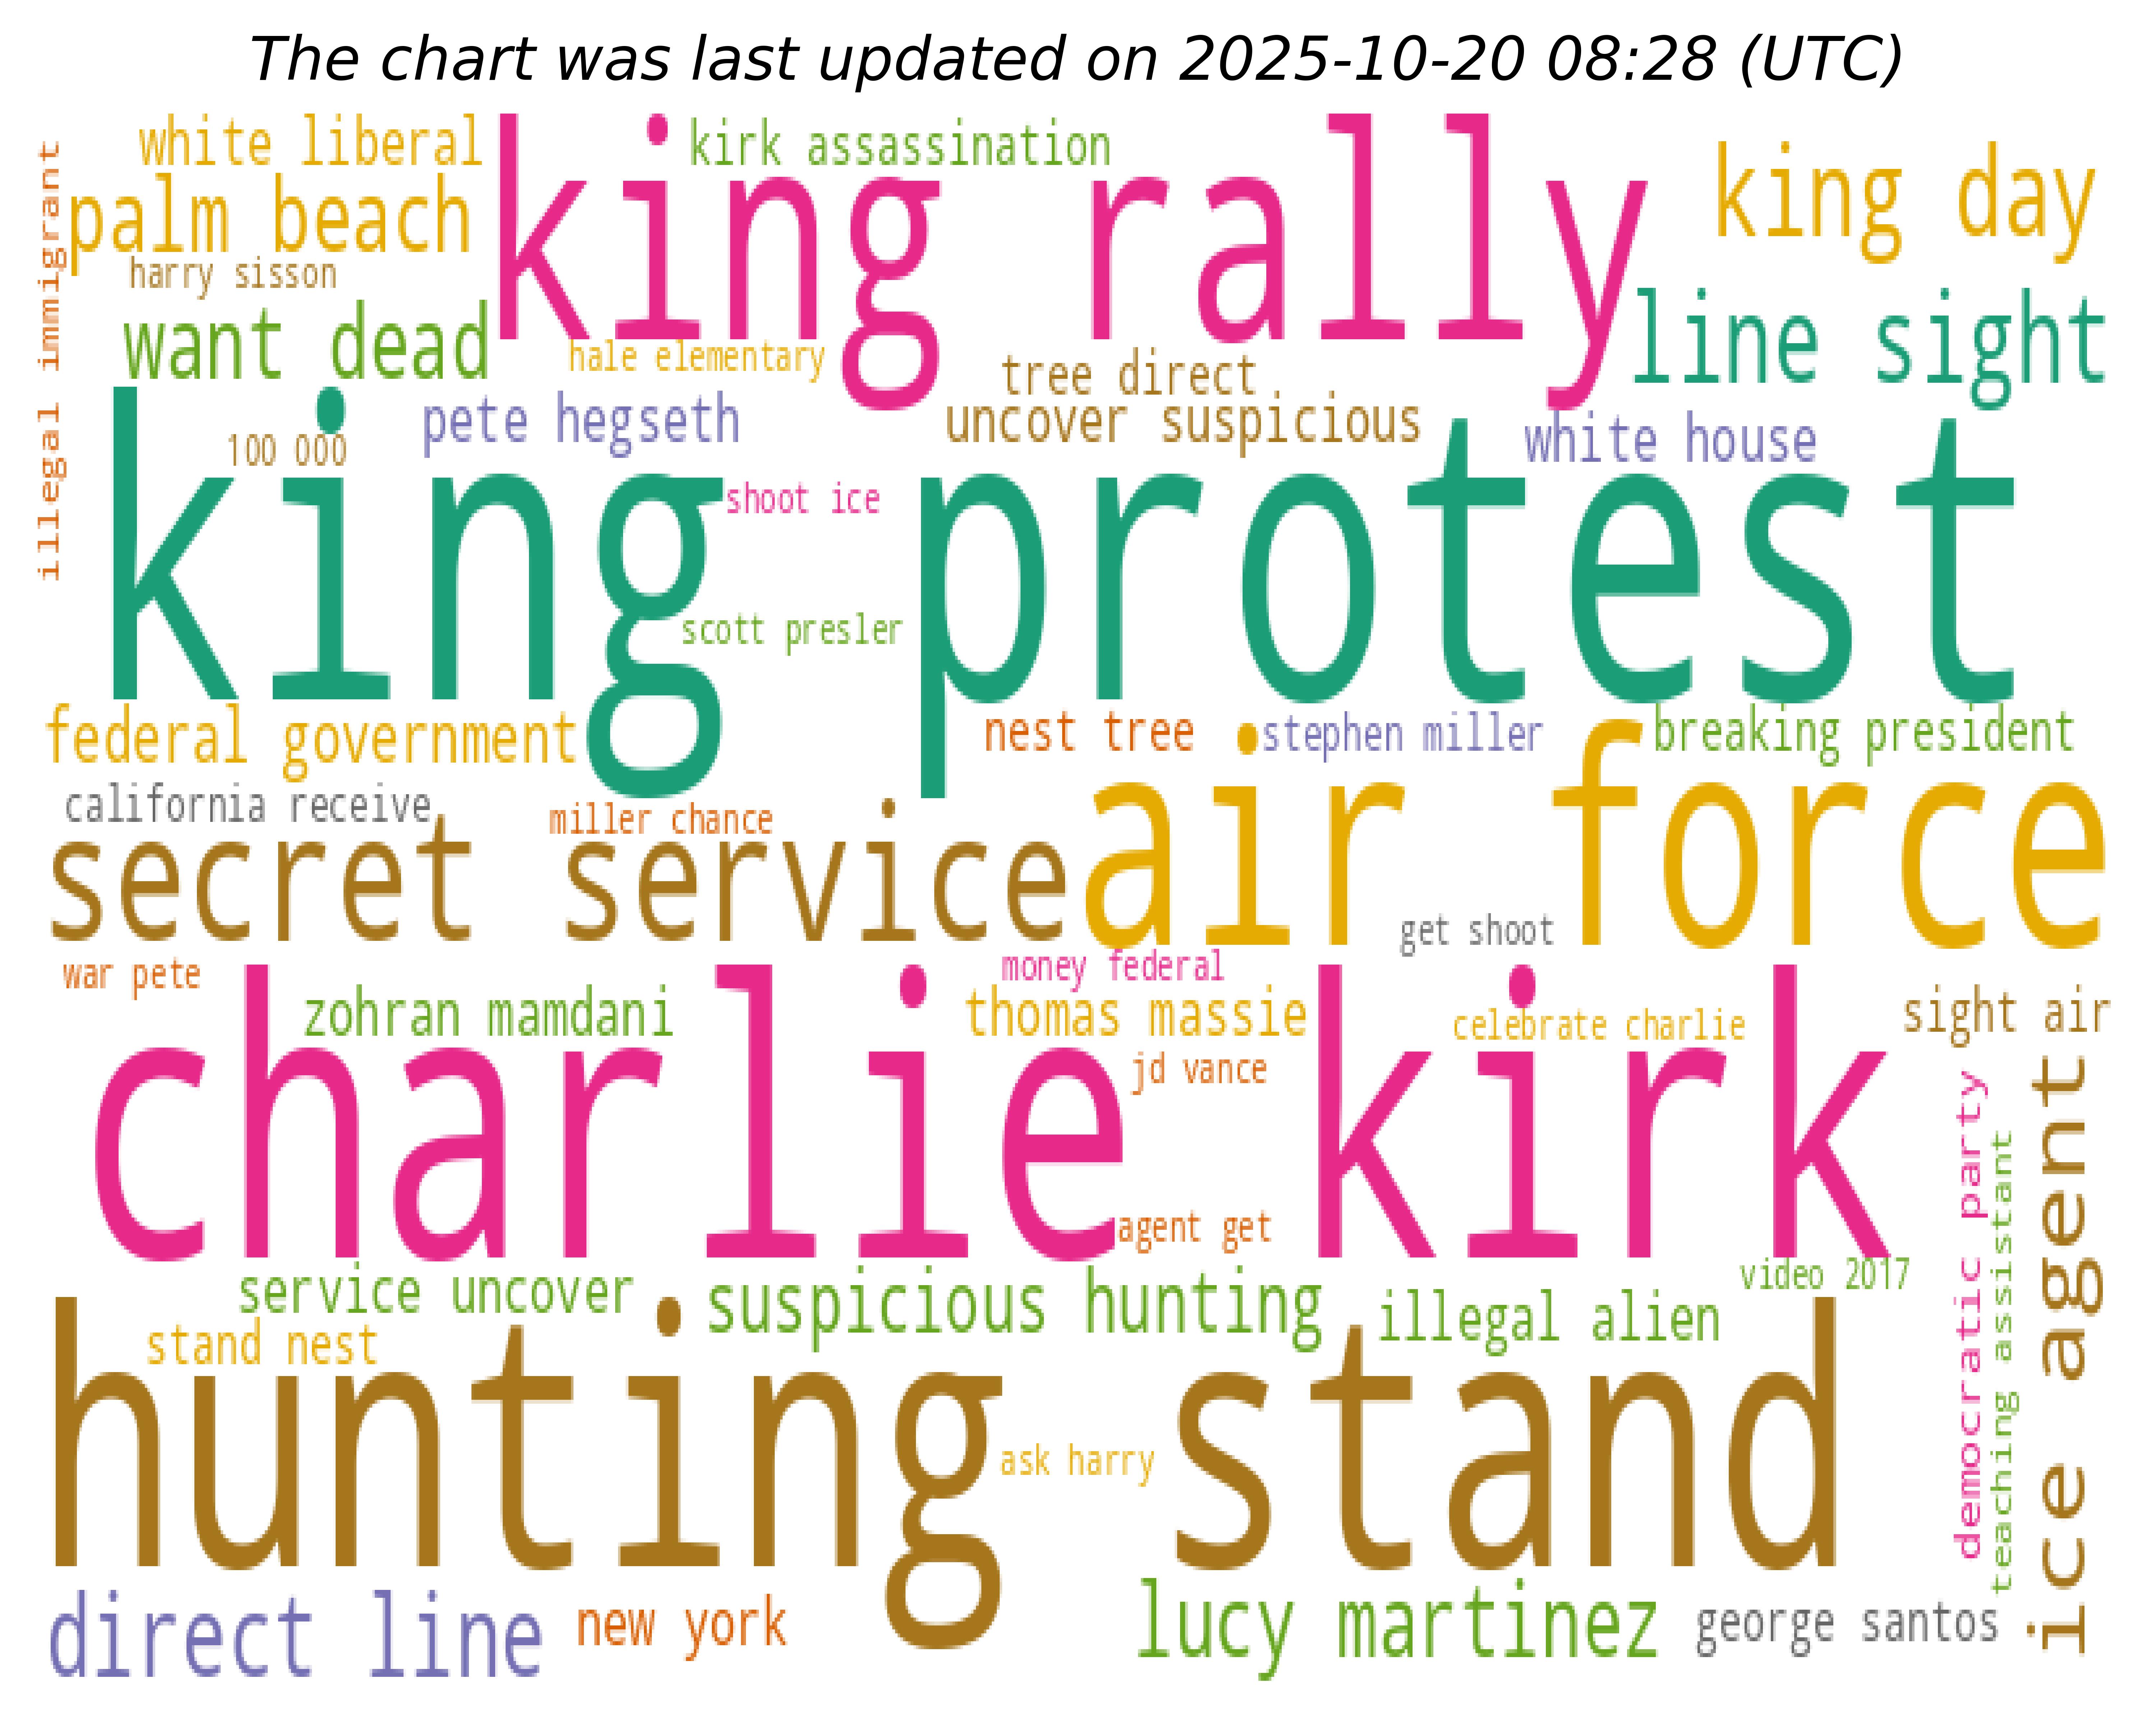 The chart was last updated on 2025-10-20 08:28 (UTC)
white liberal
kirk assassination
king rally
king day
palm beach
illegal immigrant
harry sisson
want dead
line sight
hale elementary
tree direct
pete hegseth
uncover suspicious
white house
100 000
king protest
shoot ice
scott presler
federal government
nest tree
stephen miller
breaking president
california receive
miller chance
air force
secret service
get shoot
war pete
money federal
zohran mamdani
thomas massie
celebrate charlie
sight air
charlie kirk
jd vance
agent get
democratic party
teaching assistant
ice agent
service uncover
suspicious hunting
illegal alien
video 2017
stand nest
hunting stand
ask harry
direct line
new york
lucy martinez
george santos